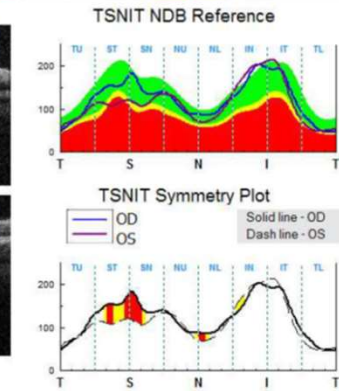 TSNIT NDB Reference
TU ST SN NU NL IN IT TL
200
100
0
T S N I T
TSNIT Symmetry Plot
OD
OS
Solid line - OD
Dash line - OS
TU ST SN NU NL IN IT TL
200
100
0
T S N I T